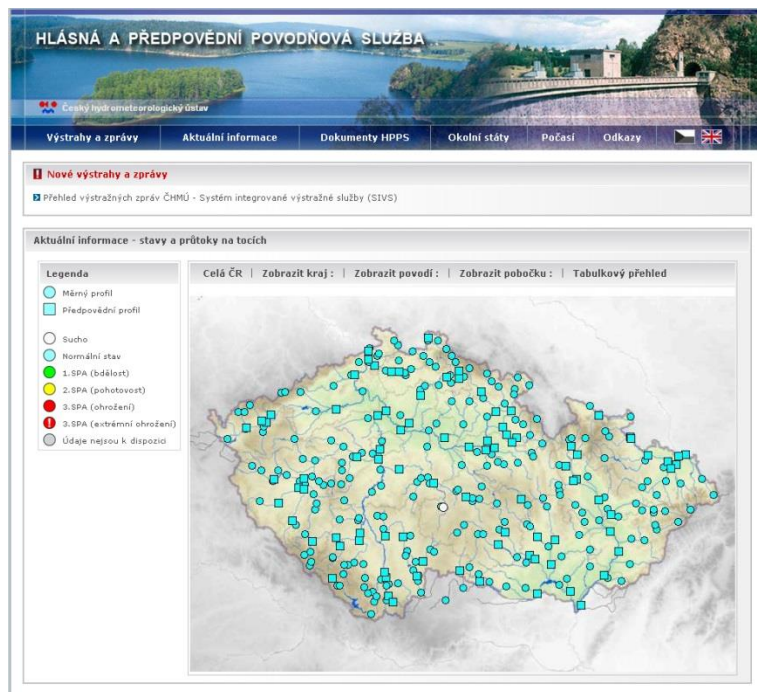 HLÁSNÁ A PŘEDPOVĚDNÍ POVODŇOVÁ SLUŽBA
Český hydrometeorologický ústav
Výstrahy a zprávy Aktuální informace Dokumenty HPPS Okolní státy Počasí Odkazy
Nové výstrahy a zprávy
Přehled výstražných zpráv ČHMÚ - Systém integrované výstražné služby (SIVS)
Aktuální informace - stavy a průtoky na tocích
Legenda
Měrný profil
Předpovědní profil
Sucho
Normální stav
1.SPA (bdělost)
2.SPA (pohotovost)
3.SPA (ohrožení)
3.SPA (extrémní ohrožení)
Údaje nejsou k dispozici
Celá ČR | Zobrazit kraj : | Zobrazit povodí : | Zobrazit pobočku : | Tabulkový přehled